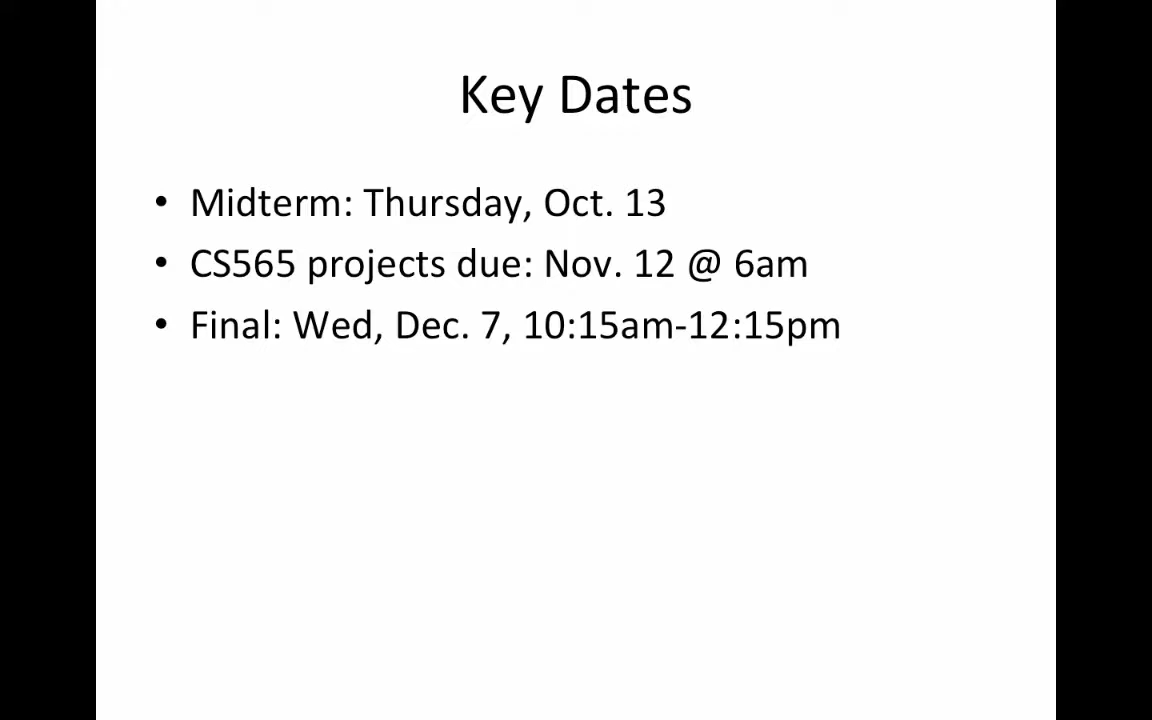 Key Dates
• Midterm: Thursday, Oct. 13
• CS565 projects due: Nov. 12 @ 6am
• Final: Wed, Dec. 7, 10:15am-12:15pm